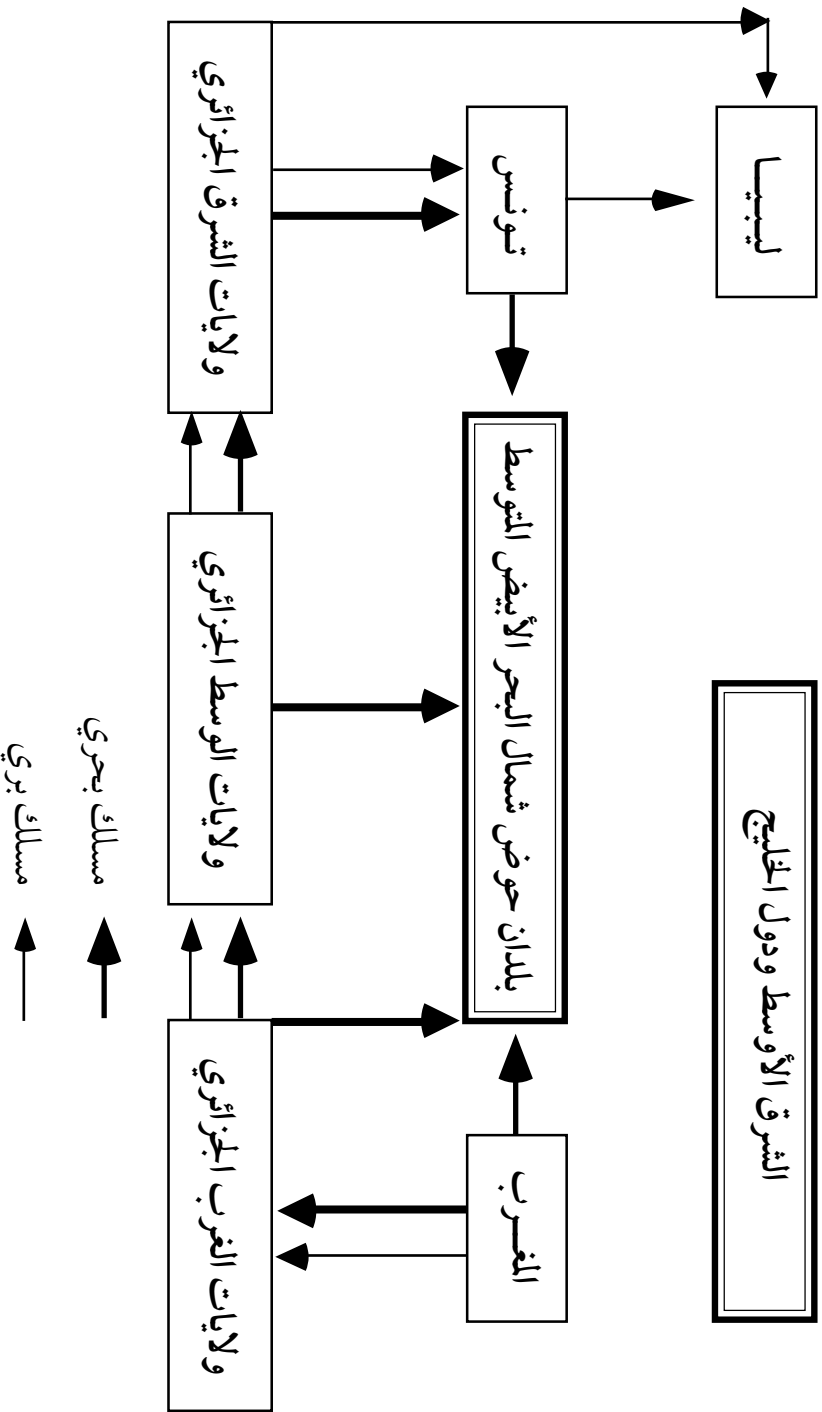 ليبيا
تونس
ولايات الشرق الجزائري
بلدان حوض شمال البحر الأبيض المتوسط
ولايات الوسط الجزائري
الشرق الأوسط ودول الخليج
المغرب
ولايات الغرب الجزائري
مسلك بحري
مسلك بري